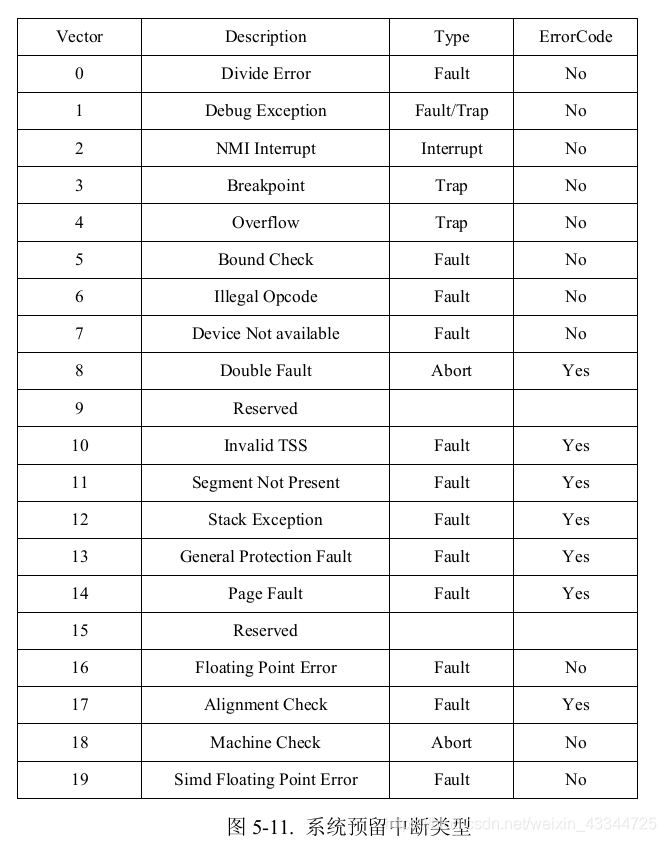 Vector Description Type ErrorCode
0 Divide Error Fault No
1 Debug Exception Fault/Trap No
2 NMI Interrupt Interrupt No
3 Breakpoint Trap No
4 Overflow Trap No
5 Bound Check Fault No
6 Illegal Opcode Fault No
7 Device Not available Fault No
8 Double Fault Abort Yes
9 Reserved
10 Invalid TSS Fault Yes
11 Segment Not Present Fault Yes
12 Stack Exception Fault Yes
13 General Protection Fault Fault Yes
14 Page Fault Fault Yes
15 Reserved
16 Floating Point Error Fault No
17 Alignment Check Fault Yes
18 Machine Check Abort No
19 Simd Floating Point Error Fault No
图 5-11. 系统预留中断类型
csdn.net/weixin_43344725